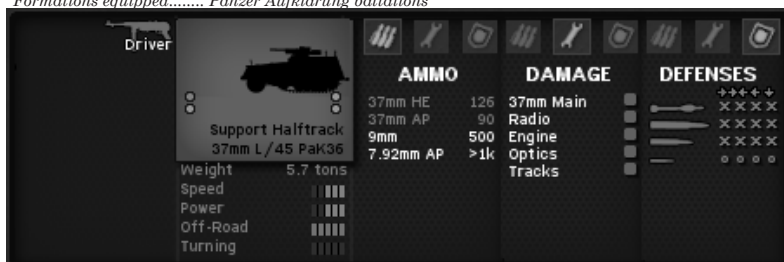 Formations equipped........ Panzer Aufklarung battalions
Driver
Support Halftrack
37mm L/45 PaK36
Weight 5.7 tons
Speed
Power
Off-Road
Turning
AMMO
37mm HE 126
37mm AP 90
9mm 500
7.92mm AP >1k
DAMAGE
37mm Main
Radio
Engine
Optics
Tracks
DEFENSES